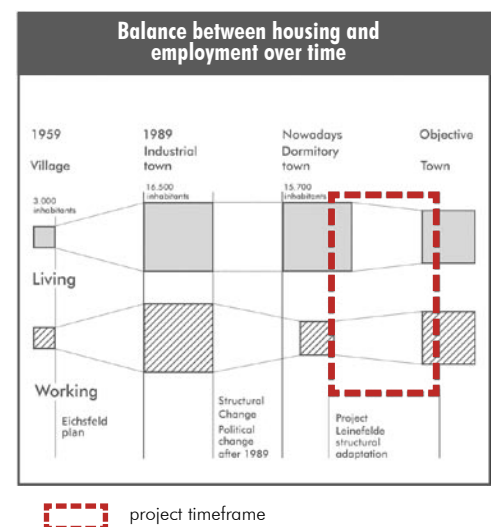 Balance between housing and
employment over time
1959
Village
1989
Industrial
town
Nowadays
Dormitory
town
Objective
Town
3.000
inhabitants
16.500
inhabitants
15.700
inhabitants
Living
Working
Eichsfeld
plan
Structural
Change
Political
change
after 1989
Project
Leinefelde
structural
adaptation
project timeframe